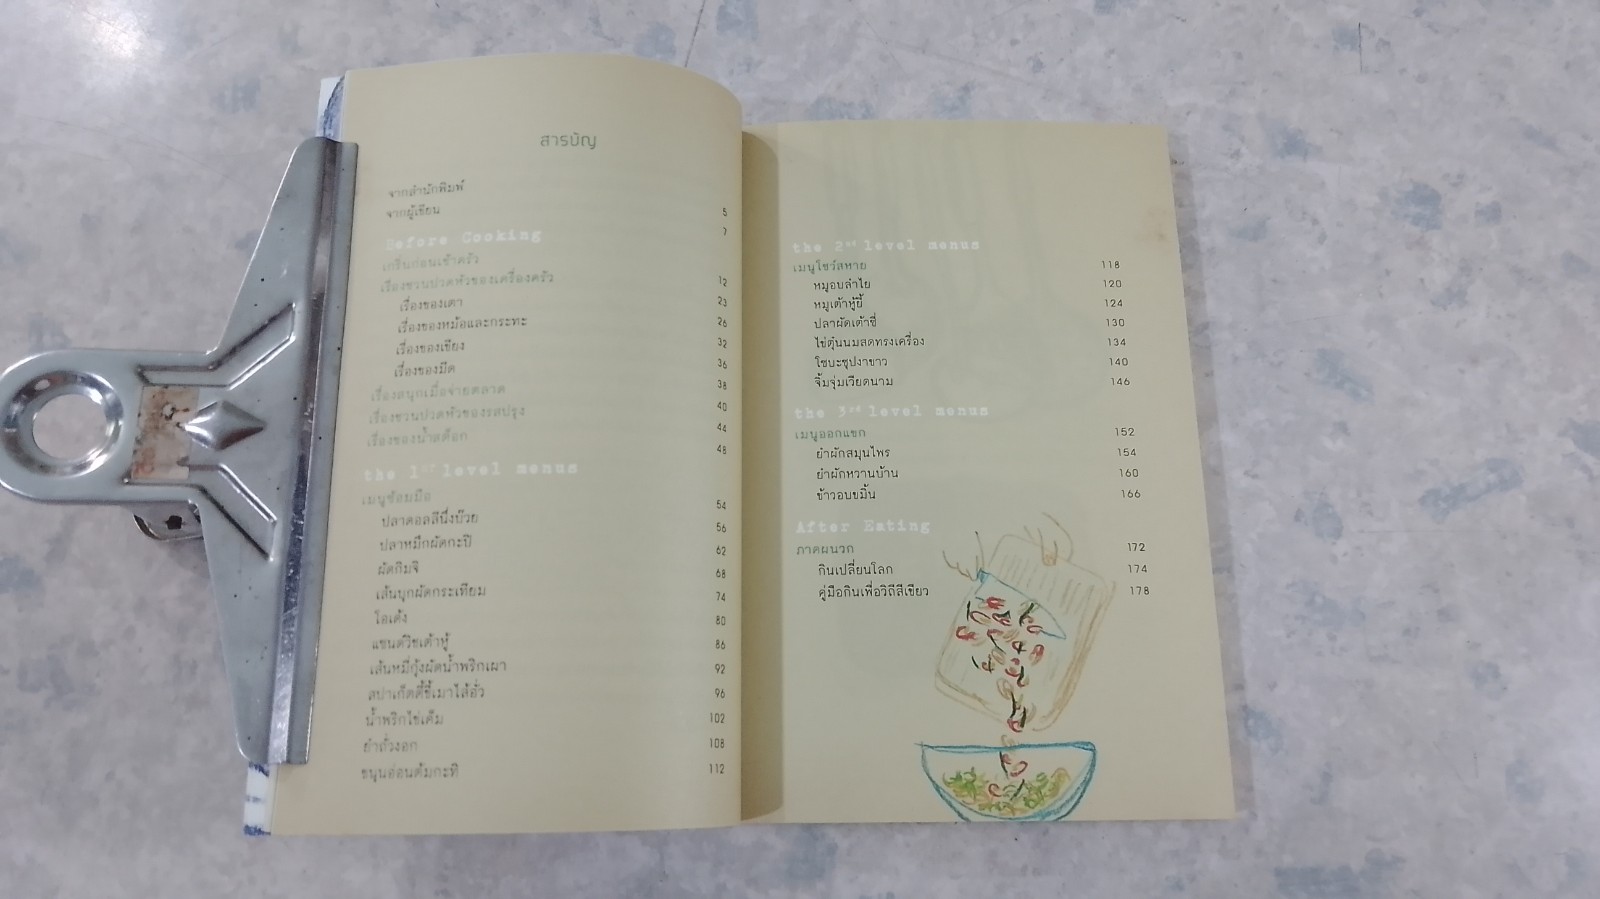 สารบัญ
จากสำนักพิมพ์ 5
จากผู้เขียน 7
Before Cooking
เกริ่นก่อนเข้าครัว 12
เรื่องชวนปวดหัวของเครื่องครัว 23
เรื่องของเตา 26
เรื่องของหม้อและกระทะ 32
เรื่องของเขียง 36
เรื่องของมีด 38
เรื่องสนุกเมื่อจ่ายตลาด 40
เรื่องชวนปวดหัวของรสปรุง 44
เรื่องของน้ำสต็อก 48
the 1st level menus
เมนูซ้อมมือ 54
ปลาดอลลีนึ่งบ๊วย 56
ปลาหมึกผัดกะปิ 62
ผัดกิมจิ 68
เส้นบุกผัดกระเทียม 74
โอเด้ง 80
แซนด์วิชเต้าหู้ 86
เส้นหมี่กุ้งผัดน้ำพริกเผา 92
สปาเก็ตตี้ขี้เมาไส้อั่ว 96
น้ำพริกไข่เค็ม 102
ยำถั่วงอก 108
ขนุนอ่อนต้มกะทิ 112
the 2nd level menus
เมนูโชว์สหาย 118
หมูอบลำไย 120
หมูเต้าหู้ยี้ 124
ปลาผัดเต้าซี่ 130
ไข่ตุ๋นนมสดทรงเครื่อง 134
โซบะซุปงาขาว 140
จิ้มจุ่มเวียดนาม 146
the 3rd level menus
เมนูออกแขก 152
ยำผักสมุนไพร 154
ยำผักหวานบ้าน 160
ข้าวอบขมิ้น 166
After Eating
ภาคผนวก 172
กินเปลี่ยนโลก 174
คู่มือกินเพื่อวิถีสีเขียว 178